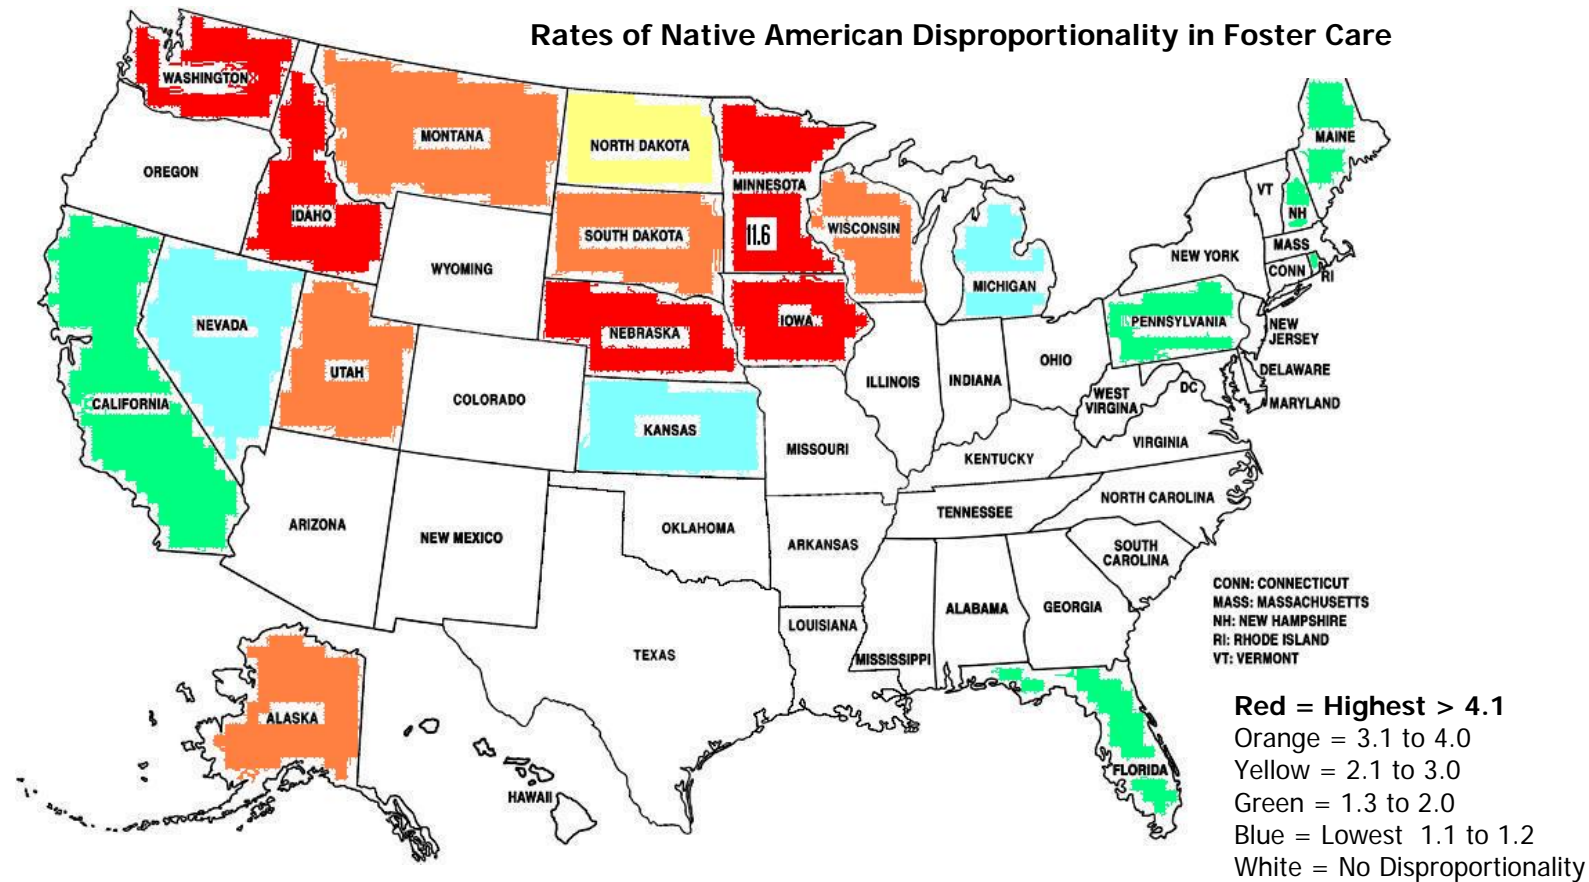 Rates of Native American Disproportionality in Foster Care
WASHINGTON
MONTANA
NORTH DAKOTA
MINNESOTA
MAINE
OREGON
IDAHO
SOUTH DAKOTA
11.6
WISCONSIN
VT
NH
WYOMING
MICHIGAN
NEW YORK
MASS
CONN
RI
NEVADA
UTAH
NEBRASKA
IOWA
PENNSYLVANIA
NEW
JERSEY
CALIFORNIA
COLORADO
KANSAS
ILLINOIS
INDIANA
OHIO
WEST
VIRGINA
DC
DELAWARE
MARYLAND
MISSOURI
KENTUCKY
VIRGINIA
ARIZONA
NEW MEXICO
OKLAHOMA
ARKANSAS
TENNESSEE
NORTH CAROLINA
SOUTH
CAROLINA
TEXAS
LOUISIANA
MISSISSIPPI
ALABAMA
GEORGIA
ALASKA
HAWAII
FLORIDA
CONN: CONNECTICUT
MASS: MASSACHUSETTS
NH: NEW HAMPSHIRE
RI: RHODE ISLAND
VT: VERMONT
Red = Highest > 4.1
Orange = 3.1 to 4.0
Yellow = 2.1 to 3.0
Green = 1.3 to 2.0
Blue = Lowest 1.1 to 1.2
White = No Disproportionality